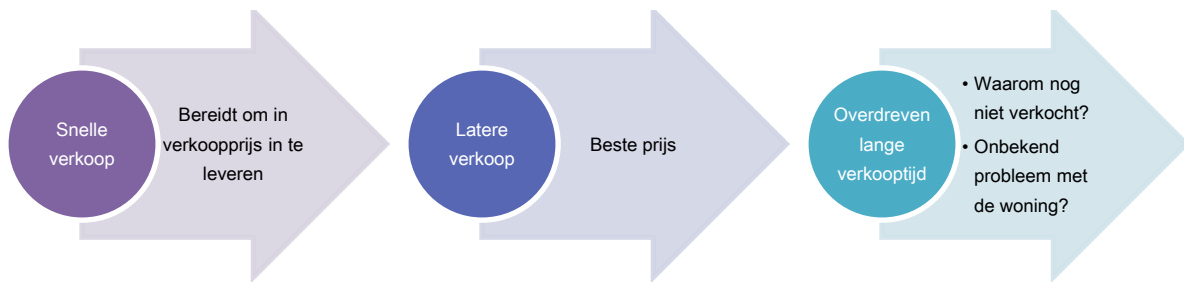 Snelle
verkoop
Bereidt om in
verkoopprijs in te
leveren
Latere
verkoop
Beste prijs
Overdreven
lange
verkooptijd
• Waarom nog
niet verkocht?
• Onbekend
probleem met
de woning?